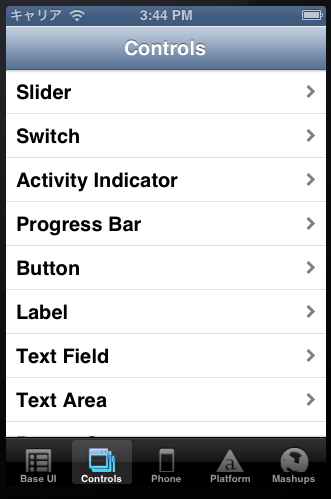 キャリア 3:44 PM
Controls
Slider
Switch
Activity Indicator
Progress Bar
Button
Label
Text Field
Text Area
Base UI Controls Phone Platform Mashups